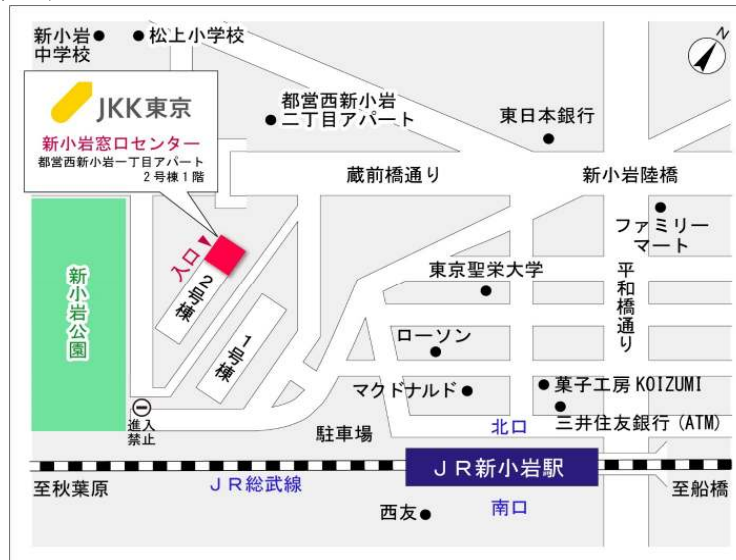 新小岩
中学校
松上小学校
N
JKK東京
新小岩窓口センター
都営西新小岩一丁目アパート
2号棟1階
都営西新小岩
二丁目アパート
東日本銀行
蔵前橋通り
新小岩陸橋
ファミリー
マート
入口
2号棟
1号棟
新小岩公園
東京聖栄大学
平和橋通り
ローソン
マクドナルド
菓子工房 KOIZUMI
三井住友銀行 (ATM)
進入
禁止
駐車場
北口
JR新小岩駅
至秋葉原
JR総武線
至船橋
西友
南口